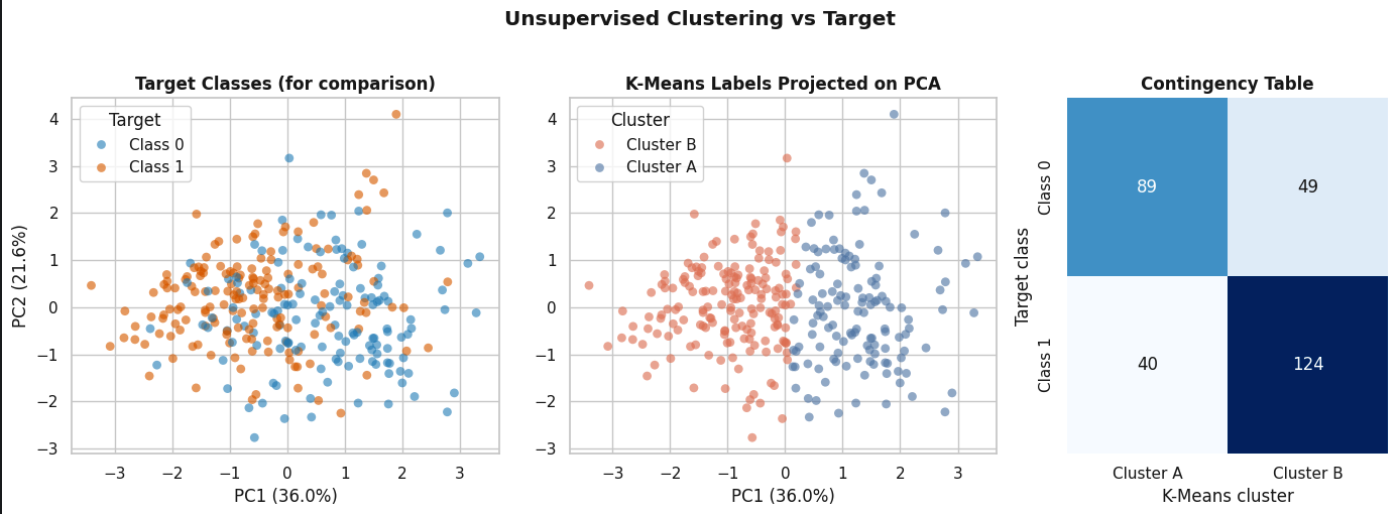 Unsupervised Clustering vs Target
Target Classes (for comparison)
Target
Class 0
Class 1
4
3
2
1
0
−1
−2
−3
PC2 (21.6%)
−3 −2 −1 0 1 2 3
PC1 (36.0%)
K-Means Labels Projected on PCA
Cluster
Cluster B
Cluster A
4
3
2
1
0
−1
−2
−3
−3 −2 −1 0 1 2 3
PC1 (36.0%)
Contingency Table
Target class
Class 0
89 49
Class 1
40 124
Cluster A Cluster B
K-Means cluster